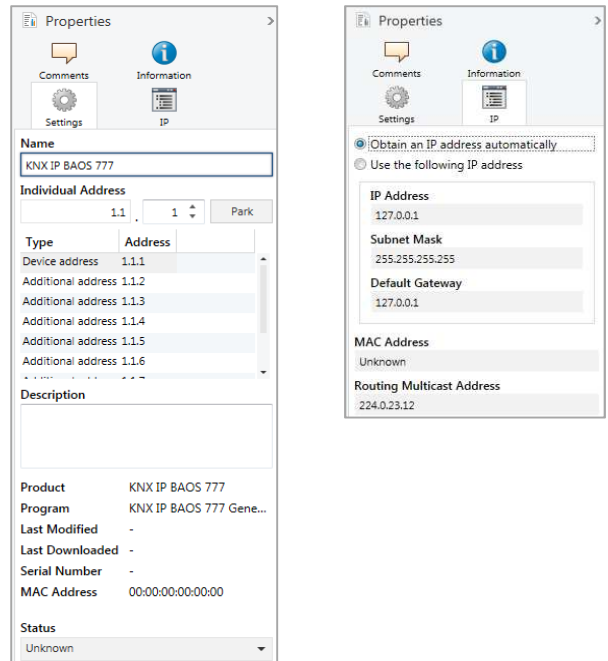 Properties
Comments
Information
Settings
IP
Name
KNX IP BAOS 777
Individual Address
1.1 . 1 Park
Type Address
Device address 1.1.1
Additional address 1.1.2
Additional address 1.1.3
Additional address 1.1.4
Additional address 1.1.5
Additional address 1.1.6
Description
Product KNX IP BAOS 777
Program KNX IP BAOS 777 Gene...
Last Modified -
Last Downloaded -
Serial Number -
MAC Address 00:00:00:00:00:00
Status
Unknown
Properties
Comments
Information
Settings
IP
Obtain an IP address automatically
Use the following IP address
IP Address
127.0.0.1
Subnet Mask
255.255.255.255
Default Gateway
127.0.0.1
MAC Address
Unknown
Routing Multicast Address
224.0.23.12